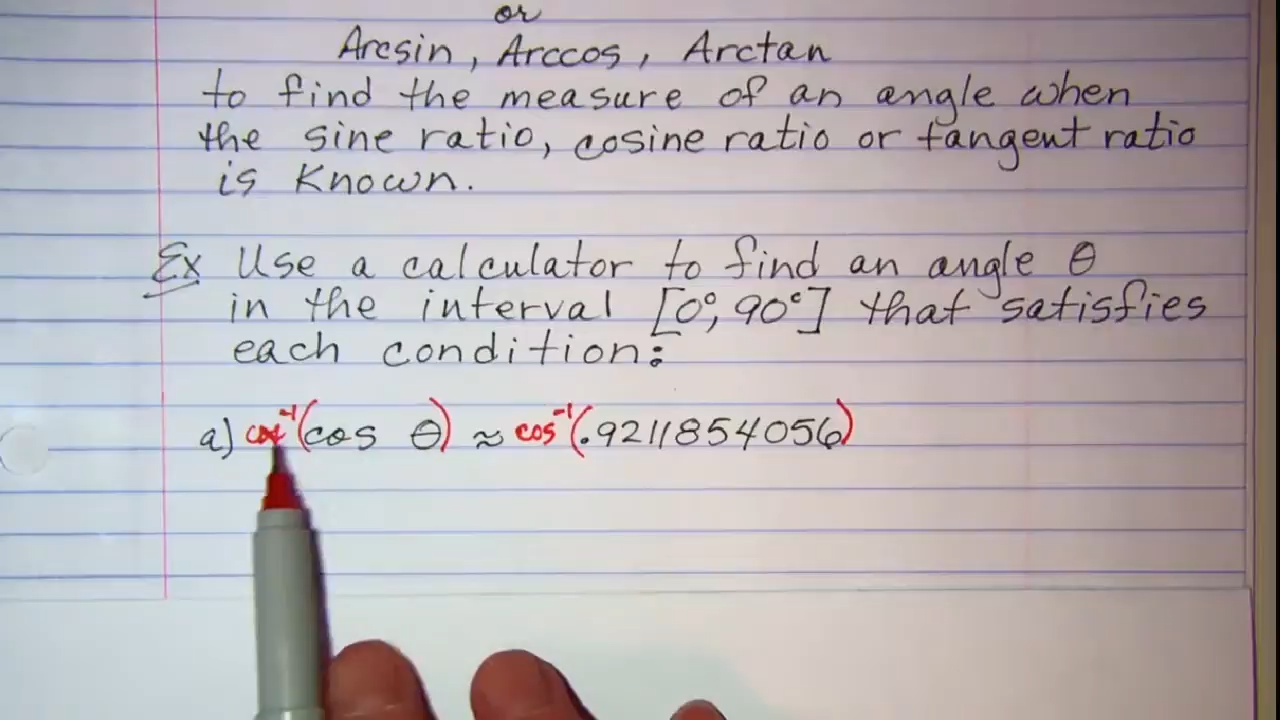 or
Arcsin, Arccos, Arctan
to find the measure of an angle when
the sine ratio, cosine ratio or tangent ratio
is known.
Ex Use a calculator to find an angle θ
in the interval [0°, 90°] that satisfies
each condition:
a) cos⁻¹(cos θ) ≈ cos⁻¹(.9211854056)